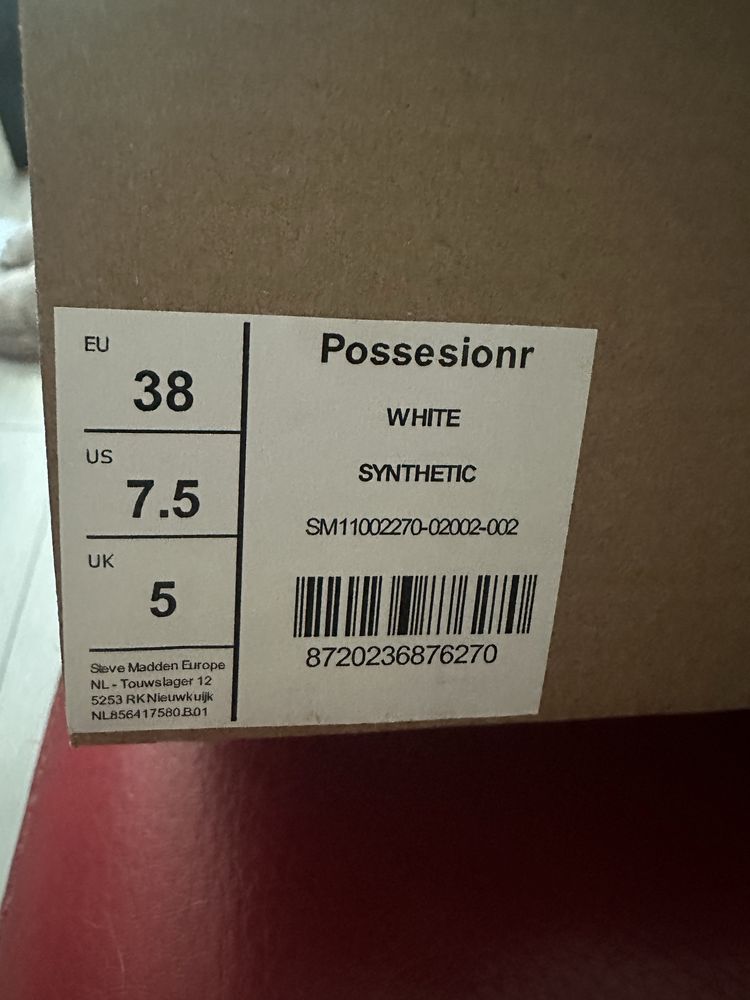 EU
38
US
7.5
UK
5
Steve Madden Europe
NL - Touwslager 12
5253 RK Nieuwkuijk
NL856417580.B.01
Possesionr
WHITE
SYNTHETIC
SM11002270-02002-002
8720236876270